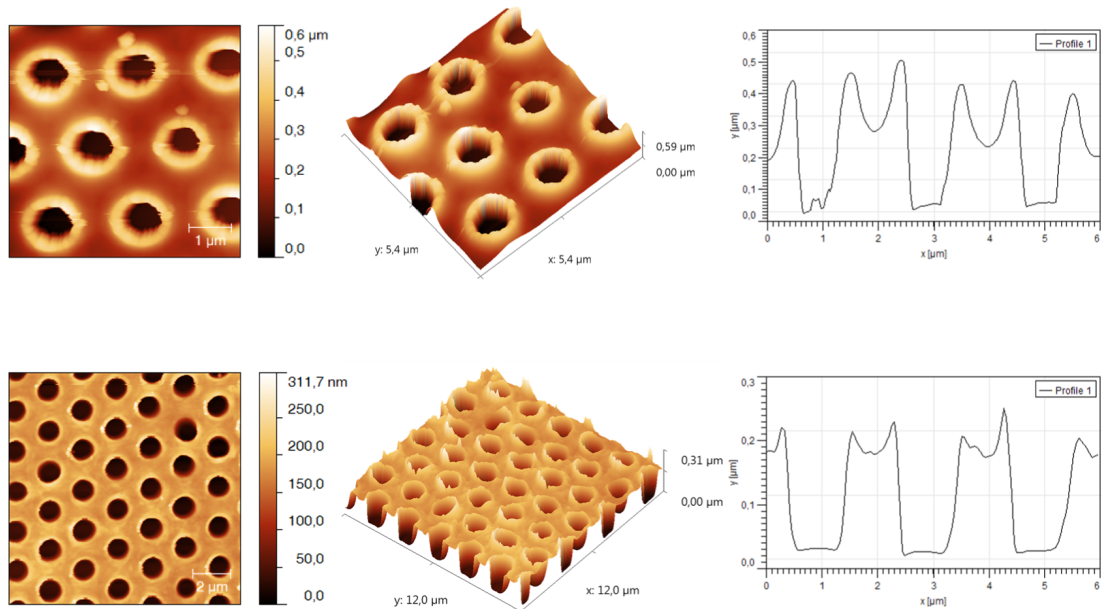 0,6 µm
0,5
0,4
0,3
0,2
0,1
0,0
1 µm
0,59 µm
0,00 µm
y: 5,4 µm
x: 5,4 µm
Profile 1
0,6
0,5
0,4
0,3
0,2
0,1
0,0
y [µm]
0 1 2 3 4 5 6
x [µm]
311,7 nm
250,0
200,0
150,0
100,0
50,0
0,0
2 µm
0,31 µm
0,00 µm
y: 12,0 µm
x: 12,0 µm
Profile 1
0,3
0,2
0,1
0,0
y [µm]
0 1 2 3 4 5 6
x [µm]